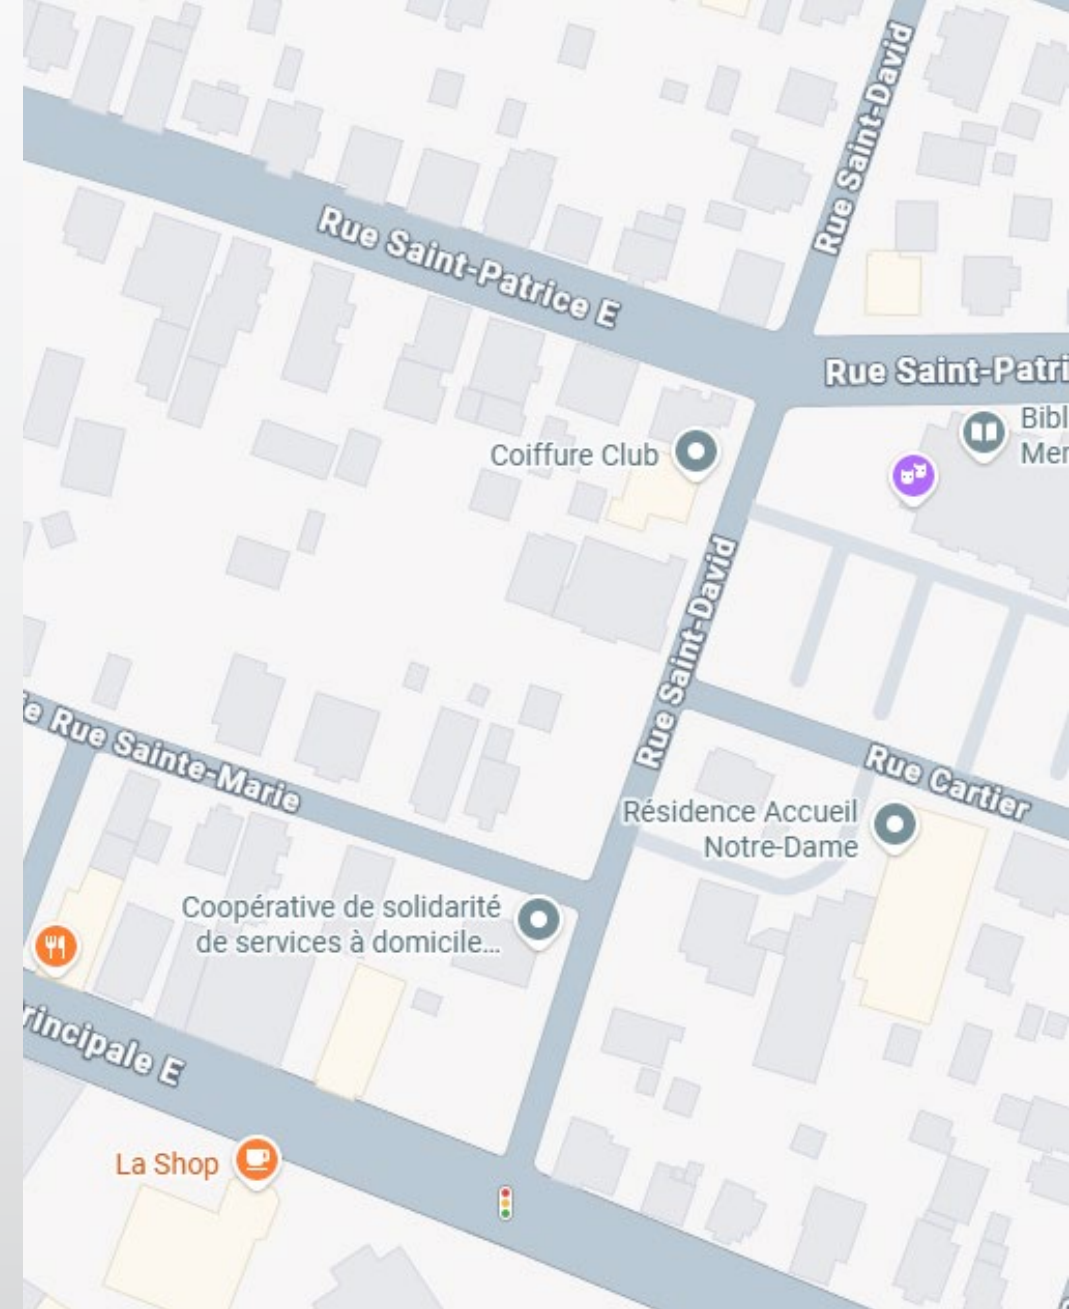 Rue Saint-David
Rue Saint-Patrice E
Rue Saint-Patri
Bibl
Mer
Coiffure Club
Rue Saint-David
e Rue Sainte-Marie
Rue Cartier
Résidence Accueil
Notre-Dame
Coopérative de solidarité
de services à domicile...
rincipale E
La Shop